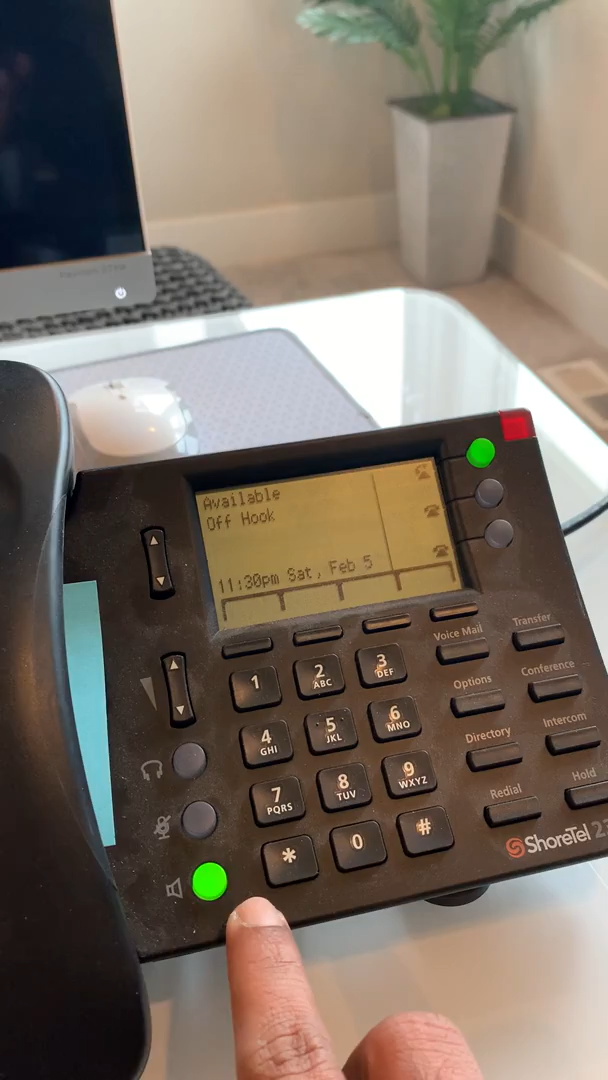 Available
Off Hook
11:30pm Sat, Feb 5
Voice Mail
Transfer
Options
Conference
Directory
Intercom
Redial
Hold
1
2
ABC
3
DEF
4
GHI
5
JKL
6
MNO
7
PQRS
8
TUV
9
WXYZ
*
0
#
ShoreTel